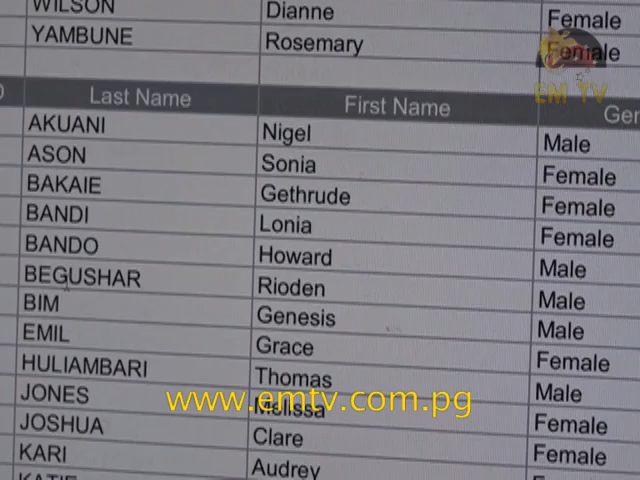 WILSON Dianne Female
YAMBUNE Rosemary Female
EM TV
Last Name First Name
AKUANI Nigel Male
ASON Sonia Female
BAKAIE Gethrude Female
BANDI Lonia Female
BANDO Howard Male
BEGUSHAR Rioden Male
BIM Genesis Male
EMIL Grace Female
HULIAMBARI Thomas Male
JONES Melissa Female
www.emtv.com.pg
JOSHUA Clare Female
KARI Audrey